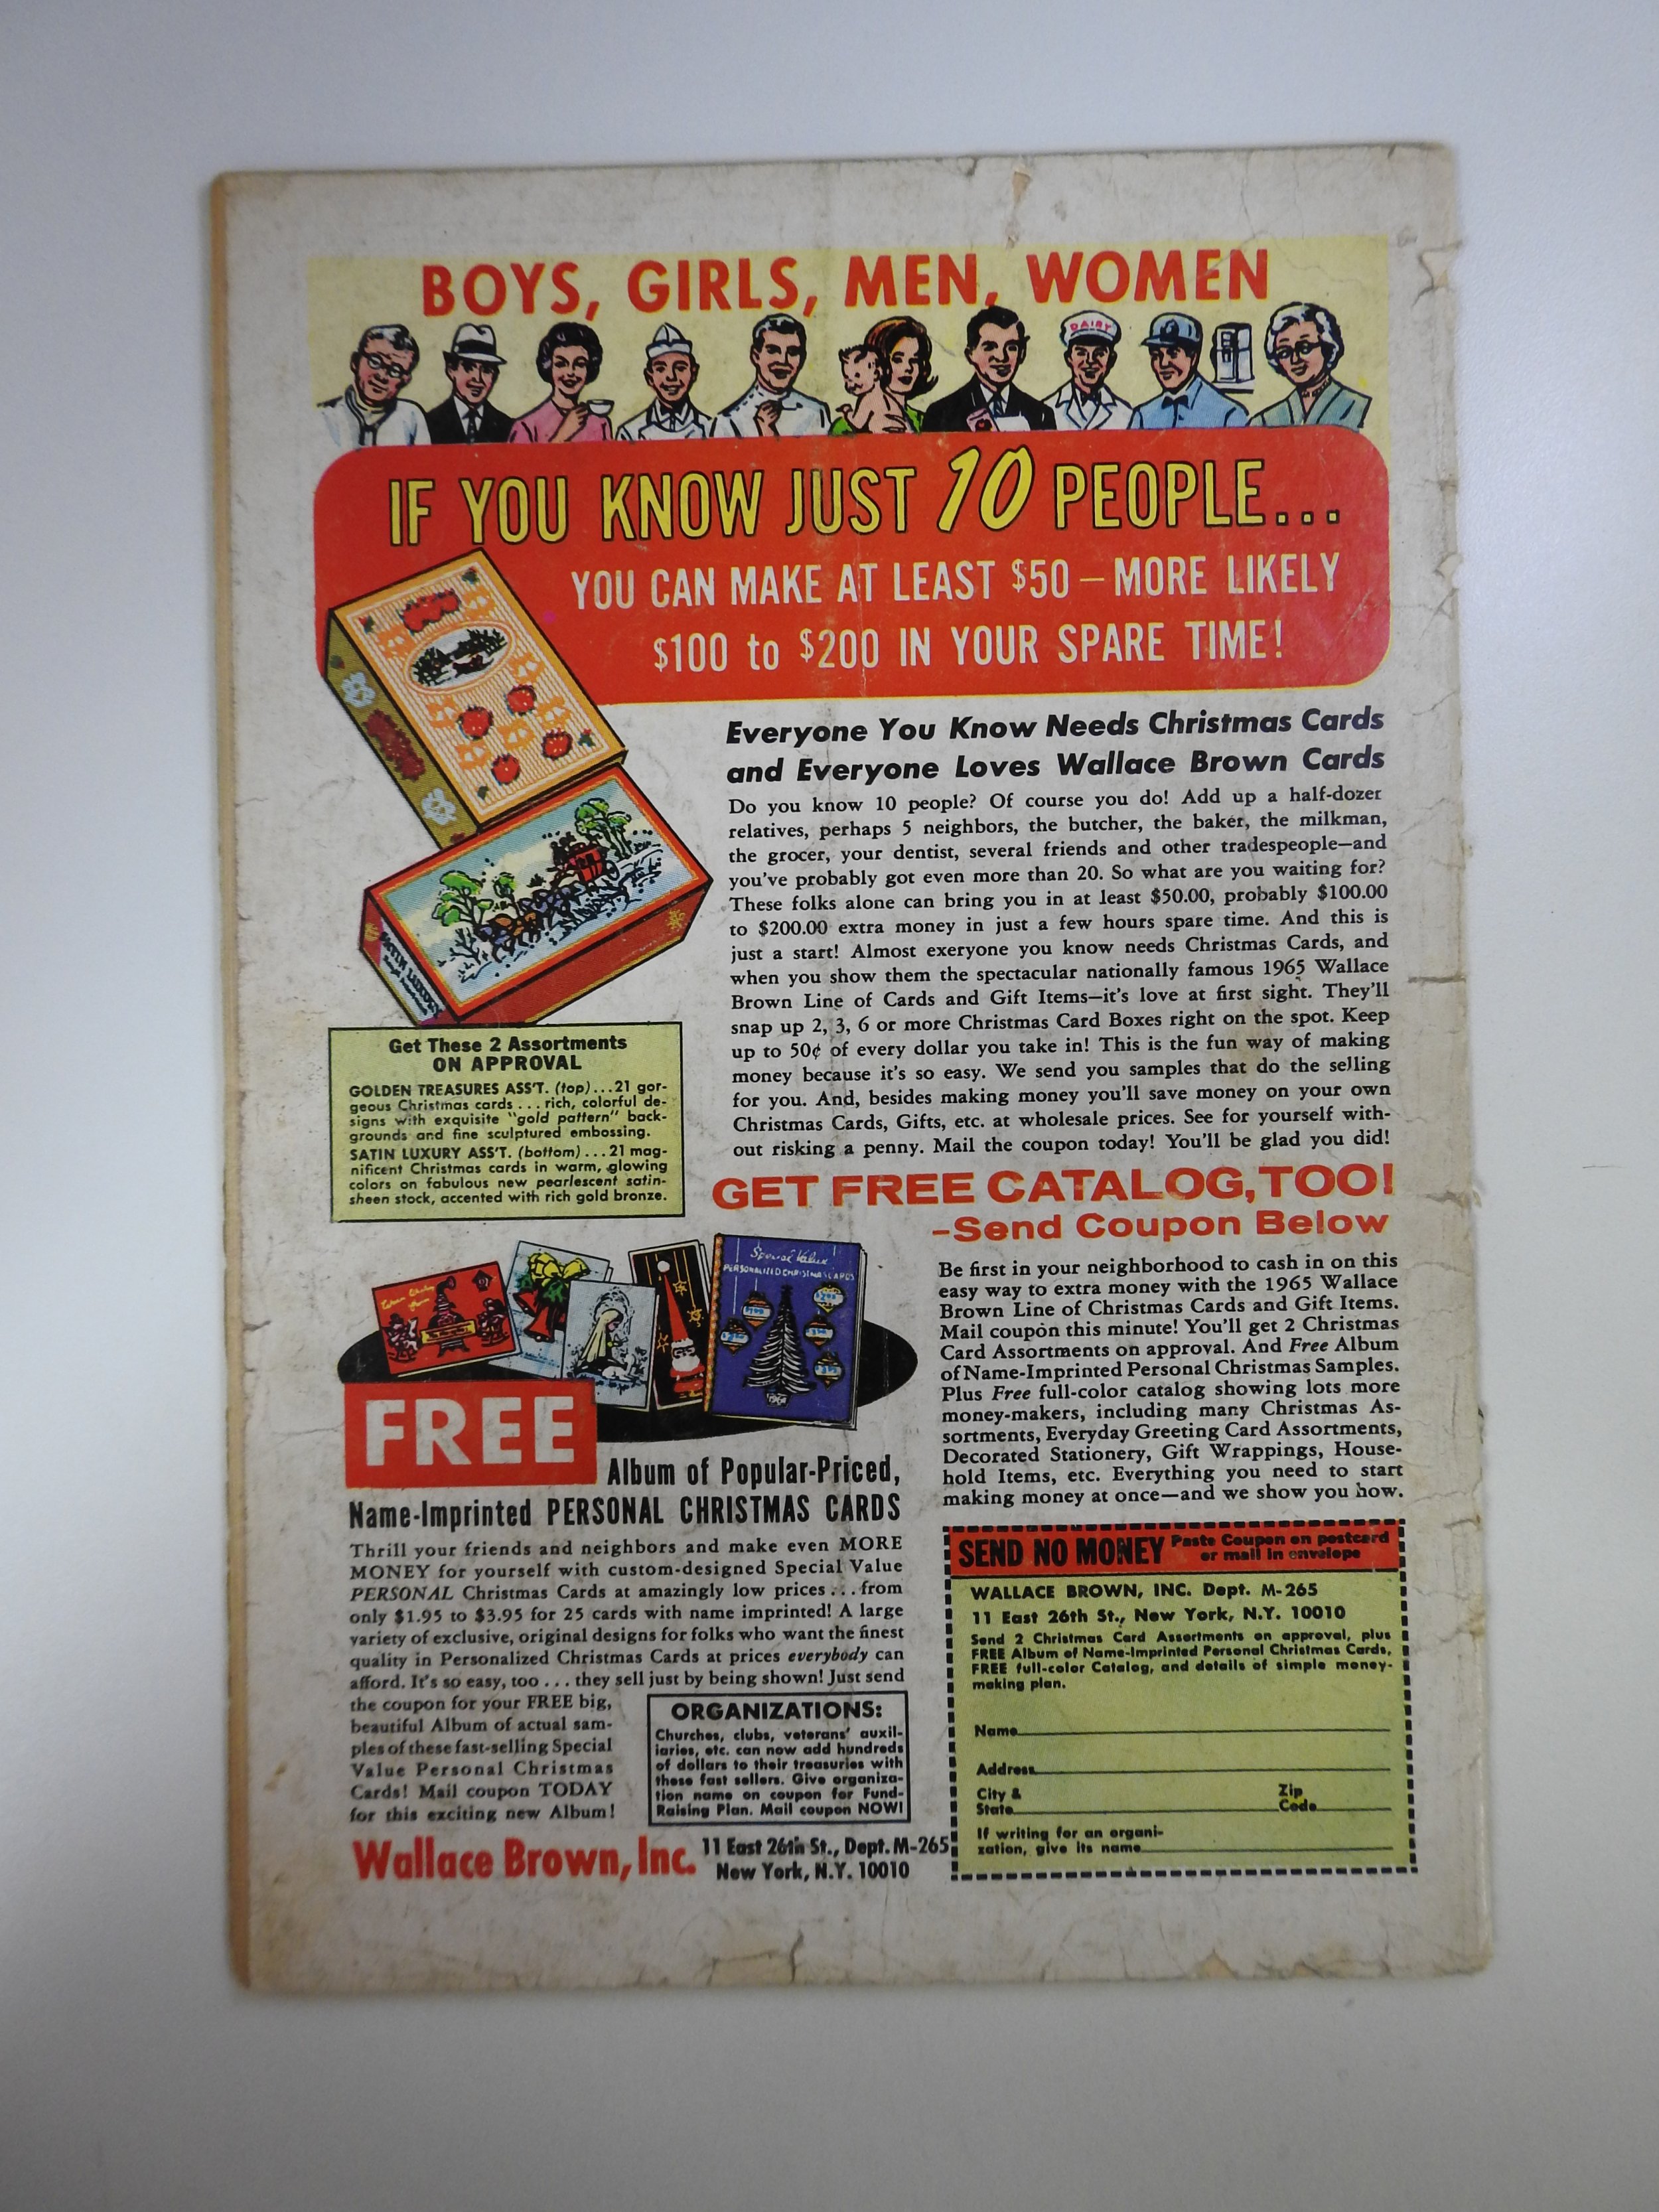 BOYS, GIRLS, MEN, WOMEN
DAIRY
IF YOU KNOW JUST 10 PEOPLE...
YOU CAN MAKE AT LEAST $50 — MORE LIKELY
$100 to $200 IN YOUR SPARE TIME!
Everyone You Know Needs Christmas Cards
and Everyone Loves Wallace Brown Cards
Do you know 10 people? Of course you do! Add up a half-dozer
relatives, perhaps 5 neighbors, the butcher, the baker, the milkman,
the grocer, your dentist, several friends and other tradespeople—and
you've probably got even more than 20. So what are you waiting for?
These folks alone can bring you in at least $50.00, probably $100.00
to $200.00 extra money in just a few hours spare time. And this is
just a start! Almost exeryone you know needs Christmas Cards, and
when you show them the spectacular nationally famous 1965 Wallace
Brown Line of Cards and Gift Items—it's love at first sight. They'll
snap up 2, 3, 6 or more Christmas Card Boxes right on the spot. Keep
up to 50¢ of every dollar you take in! This is the fun way of making
money because it's so easy. We send you samples that do the selling
for you. And, besides making money you'll save money on your own
Christmas Cards, Gifts, etc. at wholesale prices. See for yourself with-
out risking a penny. Mail the coupon today! You'll be glad you did!
SATIN LUXURY
Get These 2 Assortments
ON APPROVAL
GOLDEN TREASURES ASS'T. (top)...21 gor-
geous Christmas cards . . . rich, colorful de-
signs with exquisite "gold pattern" back-
grounds and fine sculptured embossing.
SATIN LUXURY ASS'T. (bottom) . . . 21 mag-
nificent Christmas cards in warm, glowing
colors on fabulous new pearlescent satin-
sheen stock, accented with rich gold bronze.
GET FREE CATALOG, TOO!
–Send Coupon Below
Be first in your neighborhood to cash in on this
easy way to extra money with the 1965 Wallace
Brown Line of Christmas Cards and Gift Items.
Mail coupon this minute! You'll get 2 Christmas
Card Assortments on approval. And Free Album
of Name-Imprinted Personal Christmas Samples.
Plus Free full-color catalog showing lots more
money-makers, including many Christmas As-
sortments, Everyday Greeting Card Assortments,
Decorated Stationery, Gift Wrappings, House-
hold Items, etc. Everything you need to start
making money at once—and we show you how.
Special Value
PERSONALIZED CHRISTMAS CARDS
FREE
Album of Popular-Priced,
Name-Imprinted PERSONAL CHRISTMAS CARDS
Thrill your friends and neighbors and make even MORE
MONEY for yourself with custom-designed Special Value
PERSONAL Christmas Cards at amazingly low prices . . . from
only $1.95 to $3.95 for 25 cards with name imprinted! A large
variety of exclusive, original designs for folks who want the finest
quality in Personalized Christmas Cards at prices everybody can
afford. It's so easy, too . . . they sell just by being shown! Just send
the coupon for your FREE big,
beautiful Album of actual sam-
ples of these fast-selling Special
Value Personal Christmas
Cards! Mail coupon TODAY
for this exciting new Album!
ORGANIZATIONS:
Churches, clubs, veterans' auxil-
iaries, etc. can now add hundreds
of dollars to their treasuries with
these fast sellers. Give organiza-
tion name on coupon for Fund-
Raising Plan. Mail coupon NOW!
Wallace Brown, Inc. 11 East 26th St., Dept. M-265
New York, N.Y. 10010
SEND NO MONEY Paste Coupon on postcard
or mail in envelope
WALLACE BROWN, INC. Dept. M-265
11 East 26th St., New York, N.Y. 10010
Send 2 Christmas Card Assortments on approval, plus
FREE Album of Name-Imprinted Personal Christmas Cards,
FREE full-color Catalog, and details of simple money-
making plan.
Name
Address
City & Zip
State Code
If writing for an organi-
zation, give its name